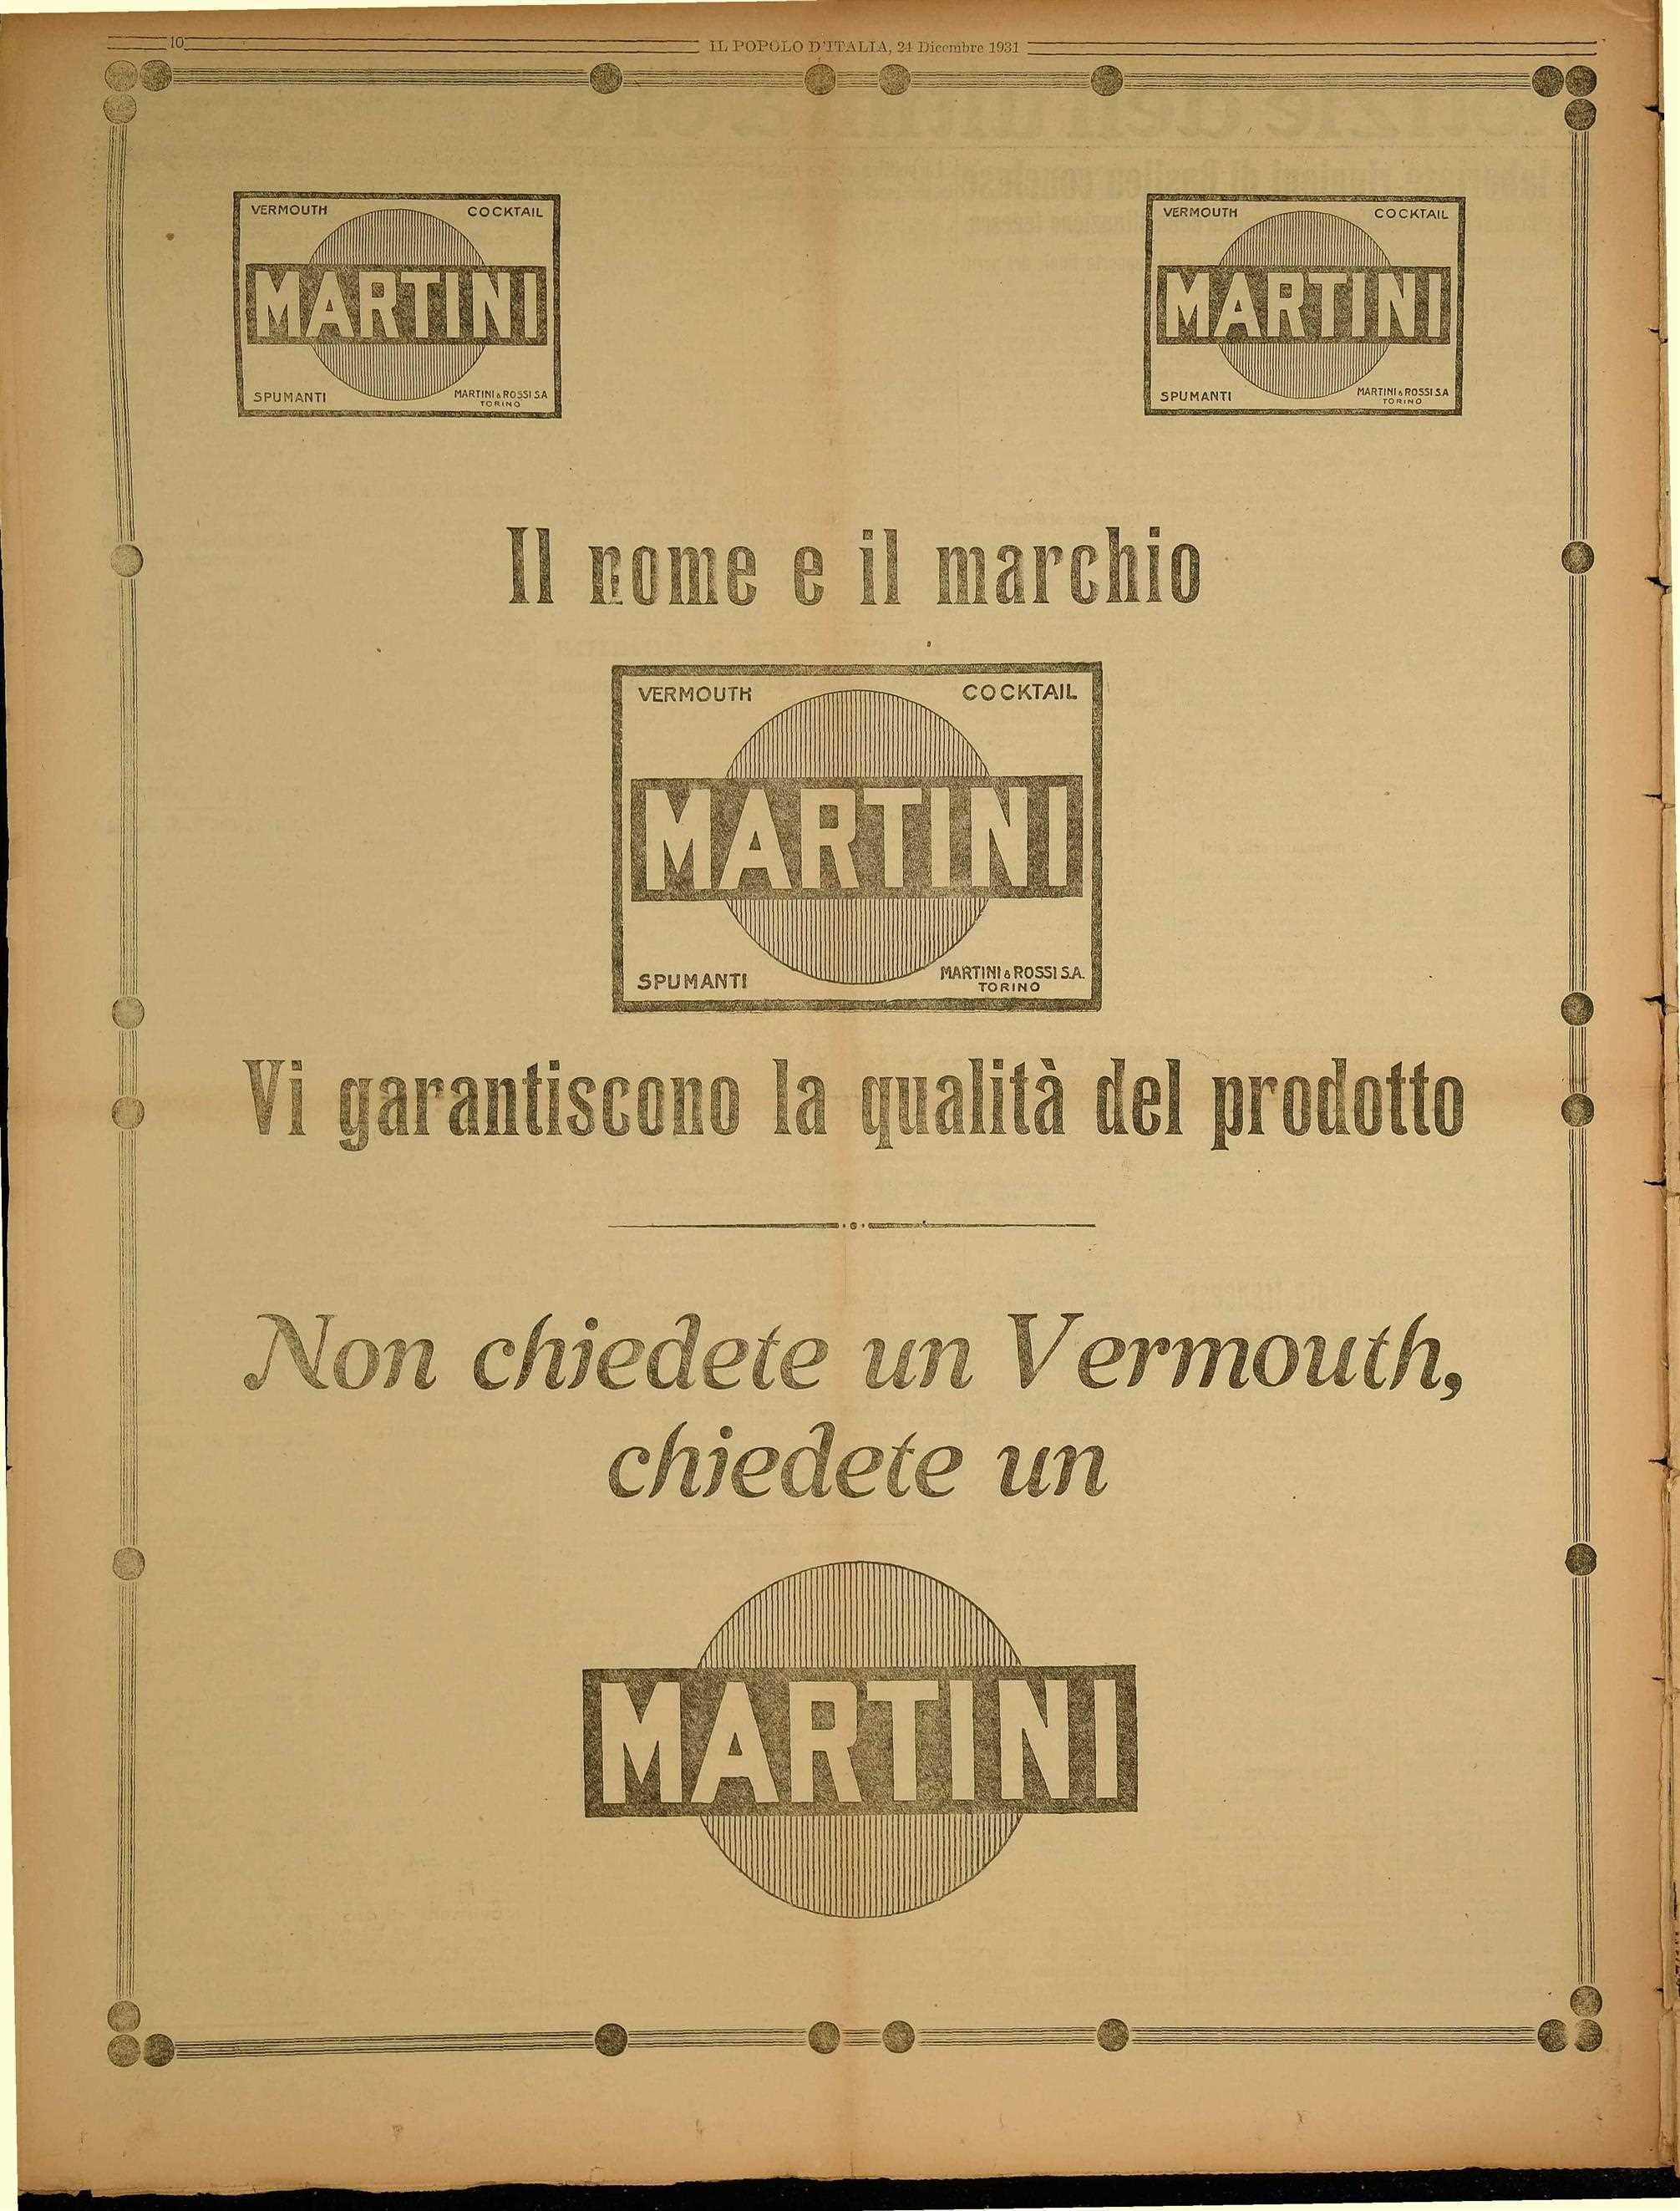 10
IL POPOLO D'ITALIA, 24 Dicembre 1931
VERMOUTH COCKTAIL
MARTINI
SPUMANTI MARTINI & ROSSI S.A.
TORINO
VERMOUTH COCKTAIL
MARTINI
SPUMANTI MARTINI & ROSSI S.A.
TORINO
Il nome e il marchio
VERMOUTH COCKTAIL
MARTINI
SPUMANTI MARTINI & ROSSI S.A.
TORINO
Vi garantiscono la qualità del prodotto
Non chiedete un Vermouth,
chiedete un
MARTINI